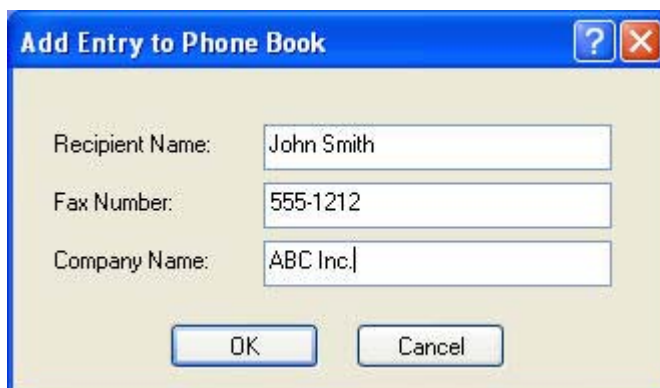 Add Entry to Phone Book ?
Recipient Name: John Smith
Fax Number: 555-1212
Company Name: ABC Inc.
OK Cancel